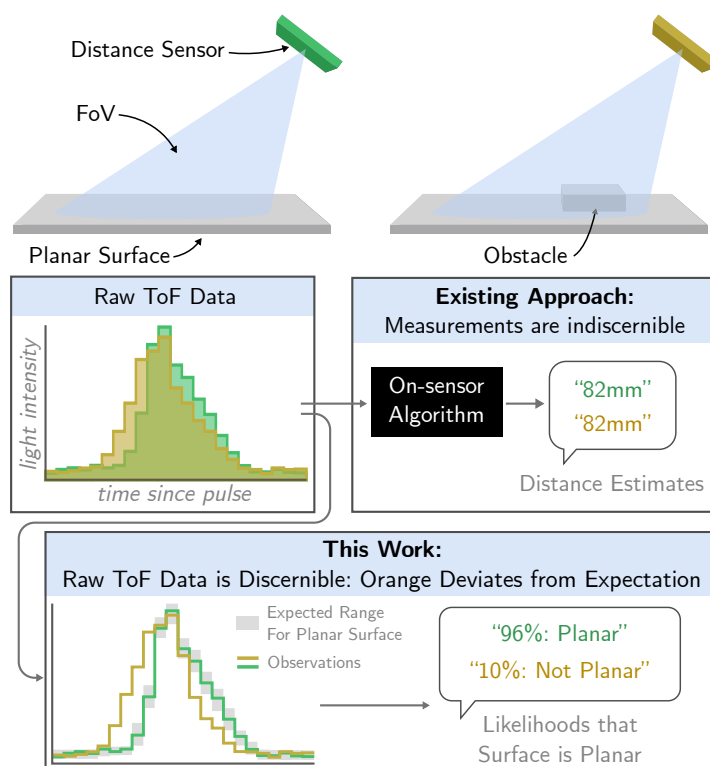 Distance Sensor
FoV
Planar Surface
Obstacle
Raw ToF Data
light intensity
time since pulse
Existing Approach:
Measurements are indiscernible
On-sensor
Algorithm
“82mm”
“82mm”
Distance Estimates
This Work:
Raw ToF Data is Discernible: Orange Deviates from Expectation
Expected Range
For Planar Surface
Observations
“96%: Planar”
“10%: Not Planar”
Likelihoods that
Surface is Planar